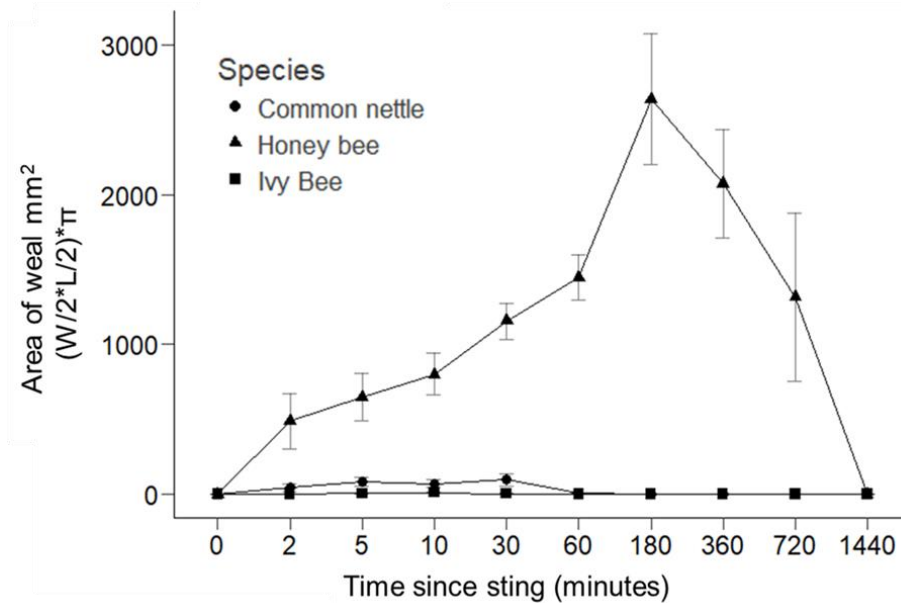 3000
2000
1000
0
Area of weal mm²
(W/2*L/2)*π
Species
Common nettle
Honey bee
Ivy Bee
0 2 5 10 30 60 180 360 720 1440
Time since sting (minutes)